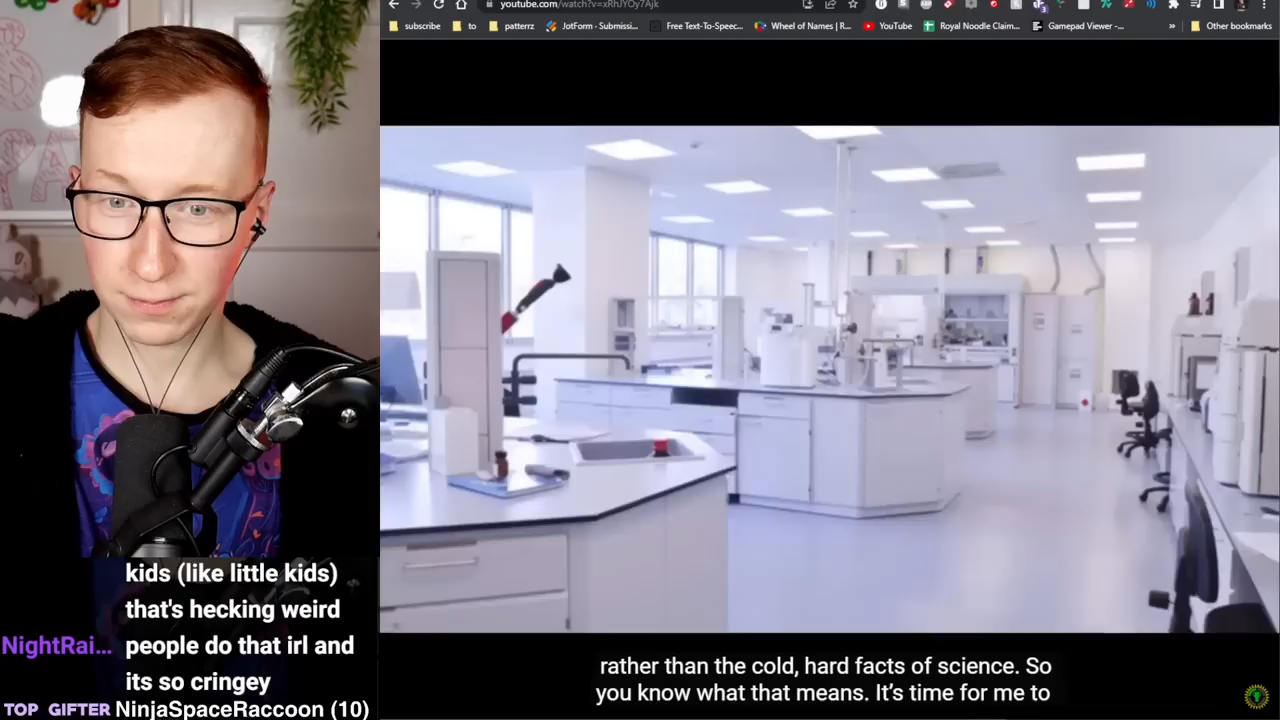 youtube.com/watch?v=xRhJYOy7Ajk
subscribe
to
patterrz
JotForm - Submissi...
Free Text-To-Speec...
Wheel of Names | R...
YouTube
Royal Noodle Claim...
Gamepad Viewer -...
»
Other bookmarks
kids (like little kids)
that's hecking weird
NightRai... people do that irl and
its so cringey
TOP GIFTER NinjaSpaceRaccoon (10)
rather than the cold, hard facts of science. So
you know what that means. It's time for me to